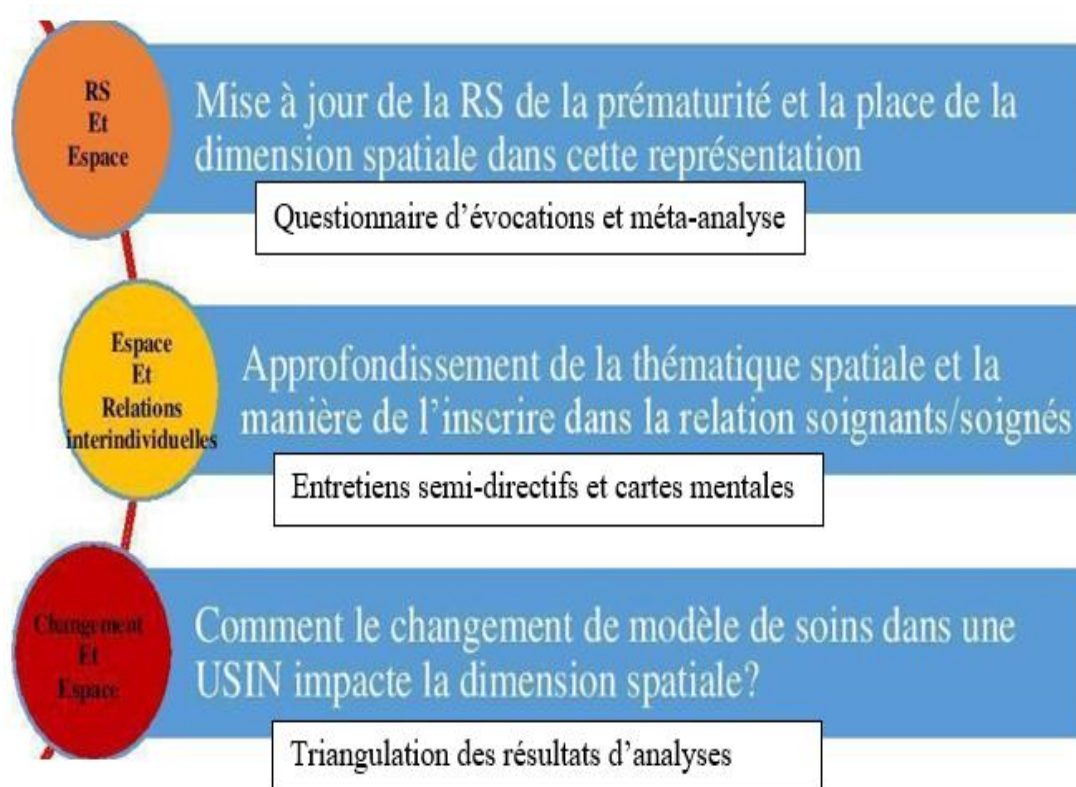 RS
Et
Espace
Mise à jour de la RS de la prématurité et la place de la
dimension spatiale dans cette représentation
Questionnaire d’évocations et méta-analyse
Espace
Et
Relations
interindividuelles
Approfondissement de la thématique spatiale et la
manière de l’inscrire dans la relation soignants/soignés
Entretiens semi-directifs et cartes mentales
Changement
Et
Espace
Comment le changement de modèle de soins dans une
USIN impacte la dimension spatiale?
Triangulation des résultats d’analyses